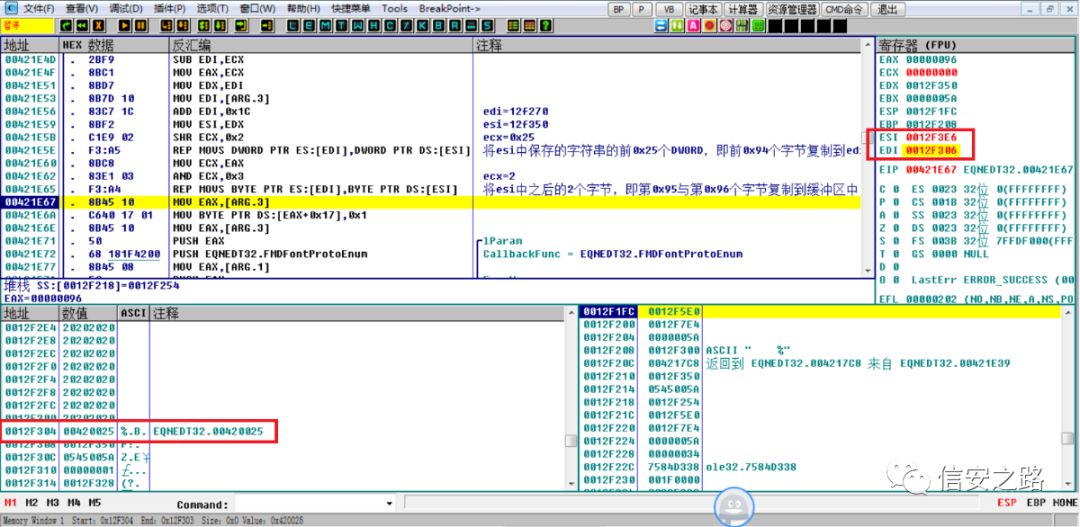 文件(F) 查看(V) 调试(D) 插件(P) 选项(T) 窗口(W) 帮助(H) 快捷菜单 Tools BreakPoint-> BP P VB 记事本 计算器 资源管理器 CMD命令 退出
暂停 L E M T W H C / K B R ... S
地址 HEX 数据 反汇编 注释 寄存器 (FPU)
00421E4D . 2BF9 SUB EDI,ECX
00421E4F . 8BC1 MOV EAX,ECX
00421E51 . 8BD7 MOV EDX,EDI
00421E53 . 8B7D 10 MOV EDI,[ARG.3]
00421E56 . 83C7 1C ADD EDI,0x1C edi=12f270
00421E59 . 8BF2 MOV ESI,EDX esi=12f350
00421E5B . C1E9 02 SHR ECX,0x2 ecx=0x25
00421E5E . F3:A5 REP MOVS DWORD PTR ES:[EDI],DWORD PTR DS:[ESI] 将esi中保存的字符串的前0x25个DWORD，即前0x94个字节复制到ed
00421E60 . 8BC8 MOV ECX,EAX
00421E62 . 83E1 03 AND ECX,0x3 ecx=2
00421E65 . F3:A4 REP MOVS BYTE PTR ES:[EDI],BYTE PTR DS:[ESI] 将esi中之后的2个字节，即第0x95与第0x96个字节复制到缓冲区中
00421E67 . 8B45 10 MOV EAX,[ARG.3]
00421E6A . C640 17 01 MOV BYTE PTR DS:[EAX+0x17],0x1
00421E6E . 8B45 10 MOV EAX,[ARG.3]
00421E71 . 50 PUSH EAX lParam
00421E72 . 68 181F4200 PUSH EQNEDT32.FMDFontProtoEnum CallbackFunc = EQNEDT32.FMDFontProtoEnum
00421E77 . 8B45 08 MOV EAX,[ARG.1]
EAX 00000096
ECX 00000000
EDX 0012F350
EBX 0000005A
ESP 0012F1FC
EBP 0012F208
ESI 0012F3E6
EDI 0012F306
EIP 00421E67 EQNEDT32.00421E67
C 0 ES 0023 32位 0(FFFFFFFF)
P 0 CS 001B 32位 0(FFFFFFFF)
A 0 SS 0023 32位 0(FFFFFFFF)
Z 0 DS 0023 32位 0(FFFFFFFF)
S 0 FS 003B 32位 7FFDF000(FFF
T 0 GS 0000 NULL
D 0
O 0 LastErr ERROR_SUCCESS (00
EFL 00000202 (NO,NB,NE,A,NS,PO
堆栈 SS:[0012F218]=0012F254
EAX=00000096
地址 数值 ASCI 注释
0012F2E4 20202020
0012F2E8 20202020
0012F2EC 20202020
0012F2F0 20202020
0012F2F4 20202020
0012F2F8 20202020
0012F2FC 20202020
0012F300 20202020
0012F304 00420025 %.B. EQNEDT32.00420025
0012F308 0012F350 P?.
0012F30C 0545005A Z.E
0012F310 00000001
0012F314 0012F328 (?.
0012F1FC 0012F5E0
0012F200 0012F7E4
0012F204 0000005A
0012F208 0012F300 ASCII " %"
0012F20C 004217C8 返回到 EQNEDT32.004217C8 来自 EQNEDT32.00421E39
0012F210 0012F350
0012F214 0545005A
0012F218 0012F254
0012F21C 0012F5E0
0012F220 0012F7E4
0012F224 0000005A
0012F228 00000034
0012F22C 7584D338 ole32.7584D338
0012F230 001F0000
信安之路
M1 M2 M3 M4 M5 Command: ESP EBP NONE
Memory Window 1 Start: 0x12F304 End: 0x12F303 Size: 0x0 Value: 0x420025